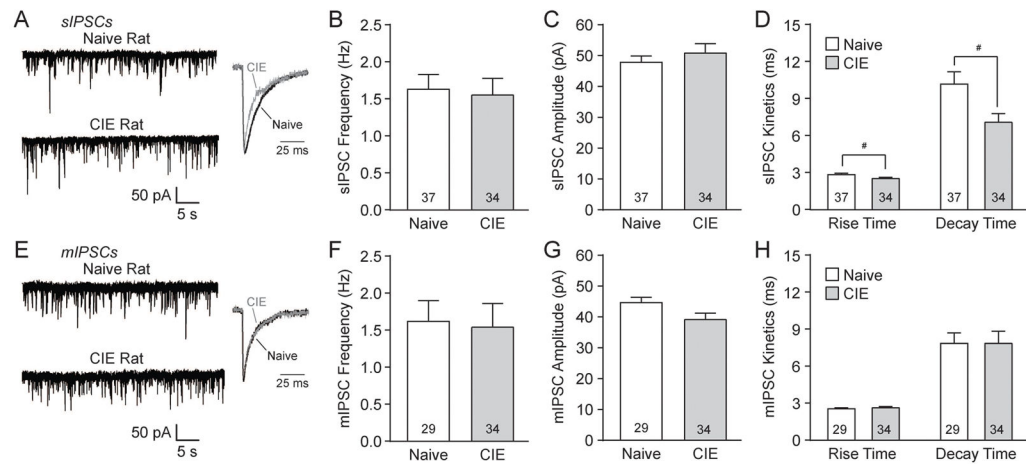 A
sIPSCs
Naive Rat
CIE
Naive
25 ms
CIE Rat
50 pA
5 s
B
sIPSC Frequency (Hz)
2.5
2.0
1.5
1.0
0.5
0.0
37
34
Naive
CIE
C
sIPSC Amplitude (pA)
60
50
40
30
20
10
0
37
34
Naive
CIE
D
sIPSC Kinetics (ms)
15
12
9
6
3
0
Naive
CIE
#
#
37
34
37
34
Rise Time
Decay Time
E
mIPSCs
Naive Rat
CIE
Naive
25 ms
CIE Rat
50 pA
5 s
F
mIPSC Frequency (Hz)
2.5
2.0
1.5
1.0
0.5
0.0
29
34
Naive
CIE
G
mIPSC Amplitude (pA)
60
50
40
30
20
10
0
29
34
Naive
CIE
H
mIPSC Kinetics (ms)
15
12
9
6
3
0
Naive
CIE
29
34
29
34
Rise Time
Decay Time